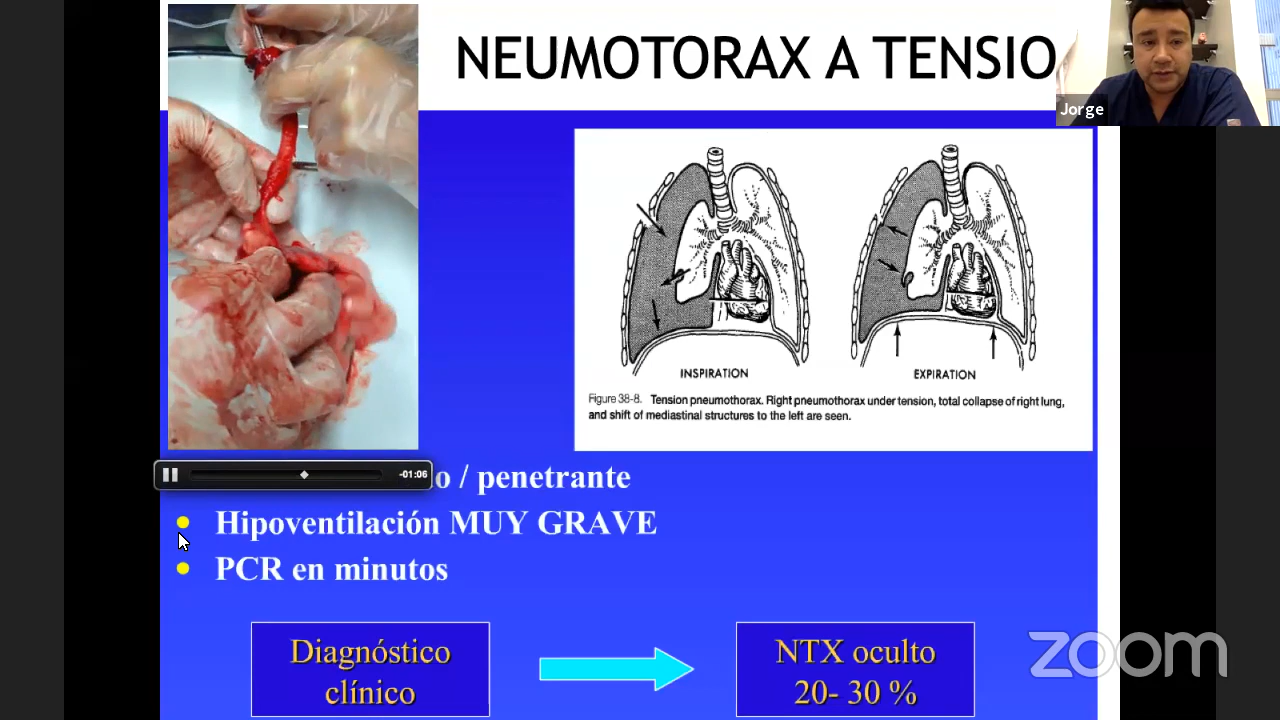 NEUMOTORAX A TENSIO
Jorge
INSPIRATION
EXPIRATION
Figure 38-8. Tension pneumothorax. Right pneumothorax under tension, total collapse of right lung,
and shift of mediastinal structures to the left are seen.
-01:06
o / penetrante
Hipoventilación MUY GRAVE
PCR en minutos
Diagnóstico
clínico
NTX oculto
20- 30 %
zoom